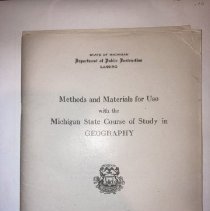 STATE OF MICHIGAN
Department of Public Instruction
LANSING
Methods and Materials for Use
with the
Michigan State Course of Study in
GEOGRAPHY